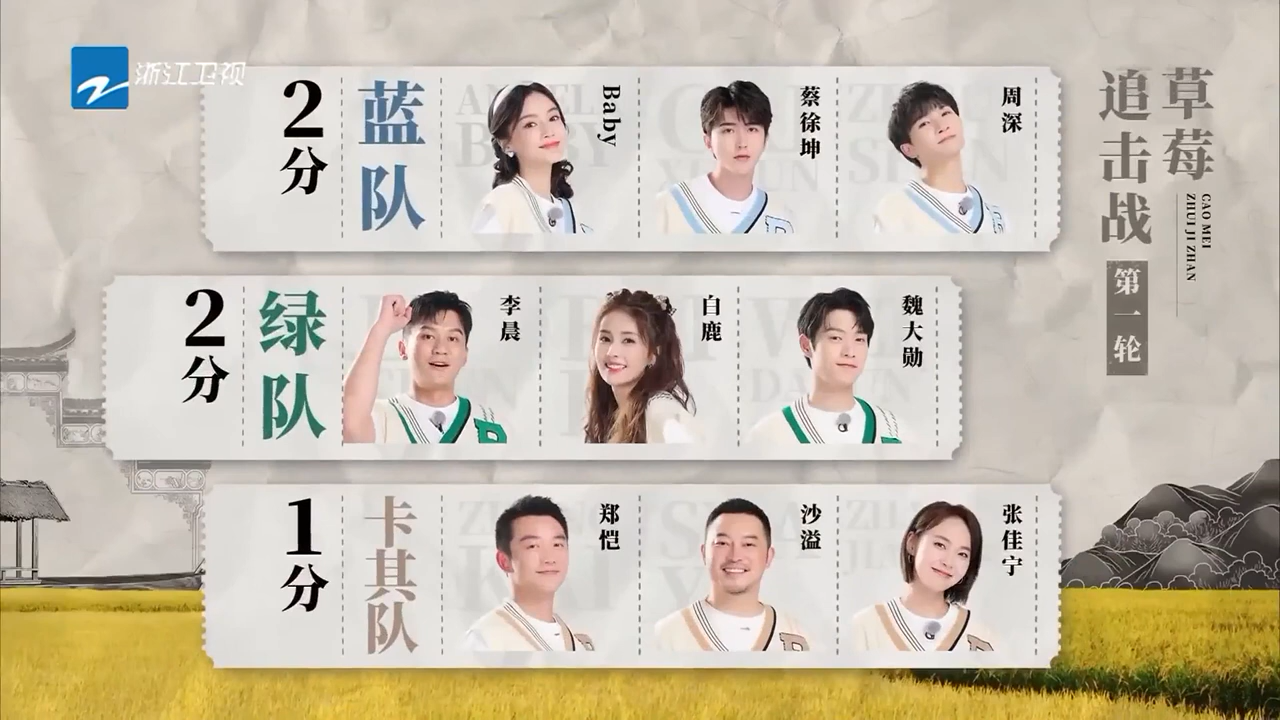 浙江卫视
草莓
追击战
CAO MEI
ZHUI JI ZHAN
第一轮
2分
蓝队
Baby
蔡徐坤
周深
2分
绿队
李晨
白鹿
魏大勋
1分
卡其队
郑恺
沙溢
张佳宁